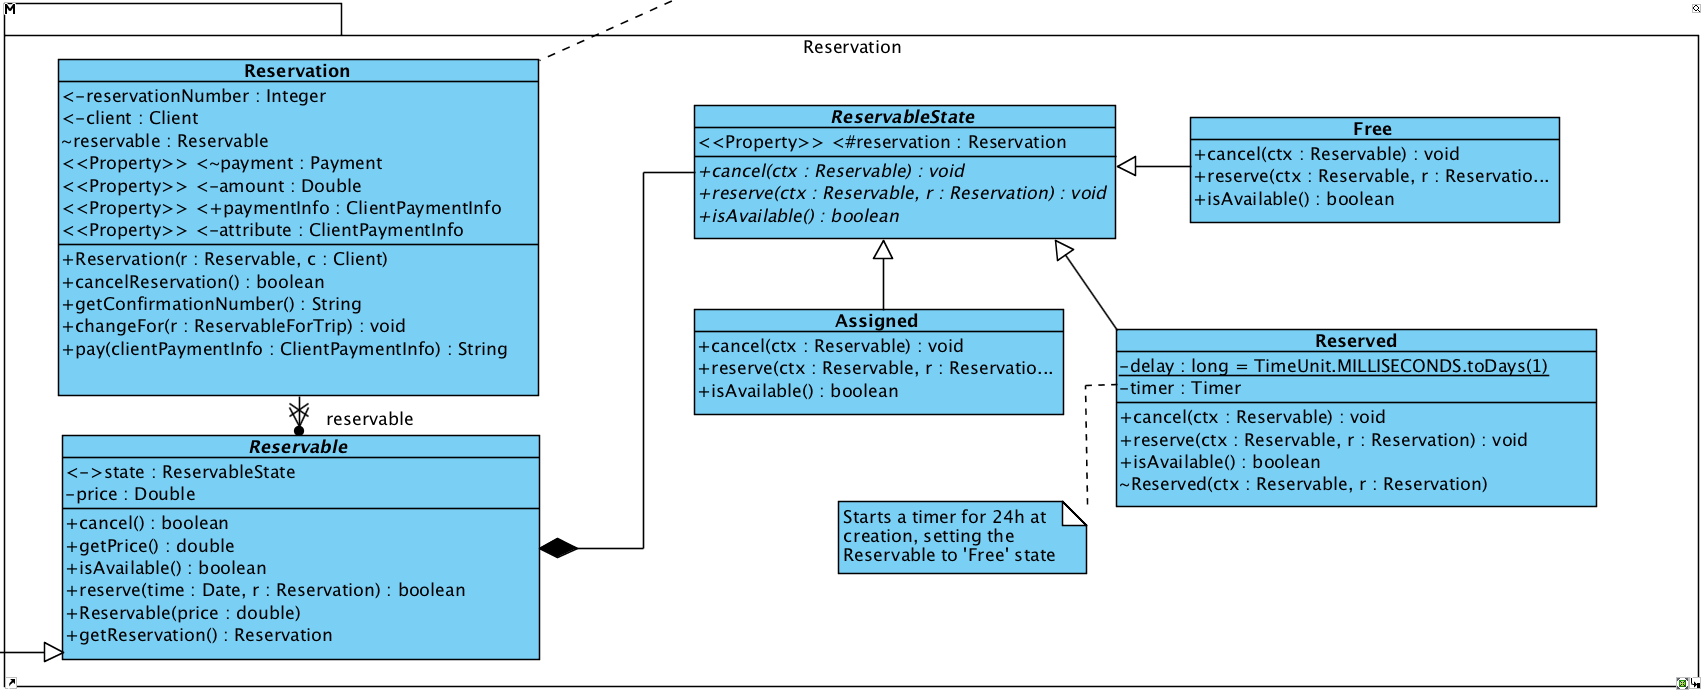 M
Reservation
Reservation
<-reservationNumber : Integer
<-client : Client
~reservable : Reservable
<<Property>> <~payment : Payment
<<Property>> <-amount : Double
<<Property>> <+paymentInfo : ClientPaymentInfo
<<Property>> <-attribute : ClientPaymentInfo
+Reservation(r : Reservable, c : Client)
+cancelReservation() : boolean
+getConfirmationNumber() : String
+changeFor(r : ReservableForTrip) : void
+pay(clientPaymentInfo : ClientPaymentInfo) : String
reservable
Reservable
<->state : ReservableState
-price : Double
+cancel() : boolean
+getPrice() : double
+isAvailable() : boolean
+reserve(time : Date, r : Reservation) : boolean
+Reservable(price : double)
+getReservation() : Reservation
ReservableState
<<Property>> <#reservation : Reservation
+cancel(ctx : Reservable) : void
+reserve(ctx : Reservable, r : Reservation) : void
+isAvailable() : boolean
Free
+cancel(ctx : Reservable) : void
+reserve(ctx : Reservable, r : Reservatio...
+isAvailable() : boolean
Assigned
+cancel(ctx : Reservable) : void
+reserve(ctx : Reservable, r : Reservatio...
+isAvailable() : boolean
Reserved
-delay : long = TimeUnit.MILLISECONDS.toDays(1)
-timer : Timer
+cancel(ctx : Reservable) : void
+reserve(ctx : Reservable, r : Reservation) : void
+isAvailable() : boolean
~Reserved(ctx : Reservable, r : Reservation)
Starts a timer for 24h at
creation, setting the
Reservable to 'Free' state